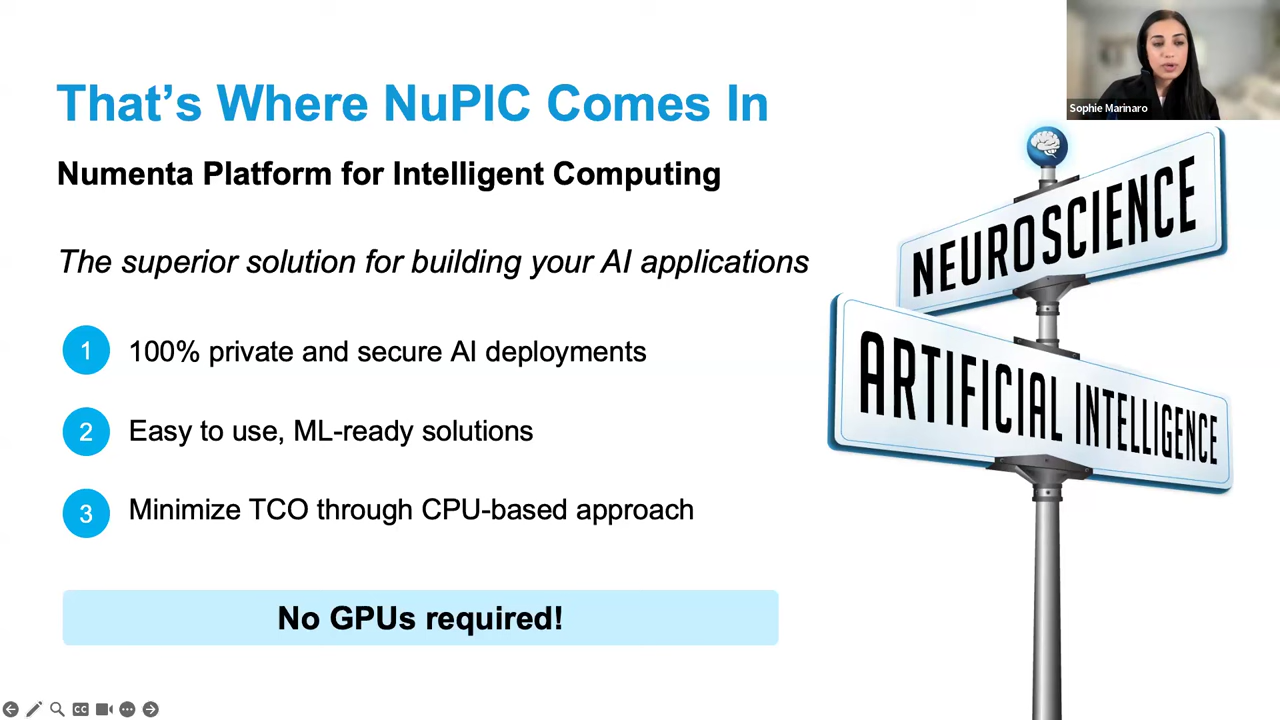 That's Where NuPIC Comes In
Sophie Marinaro
Numenta Platform for Intelligent Computing
The superior solution for building your AI applications
1 100% private and secure AI deployments
2 Easy to use, ML-ready solutions
3 Minimize TCO through CPU-based approach
No GPUs required!
NEUROSCIENCE
ARTIFICIAL INTELLIGENCE
CC